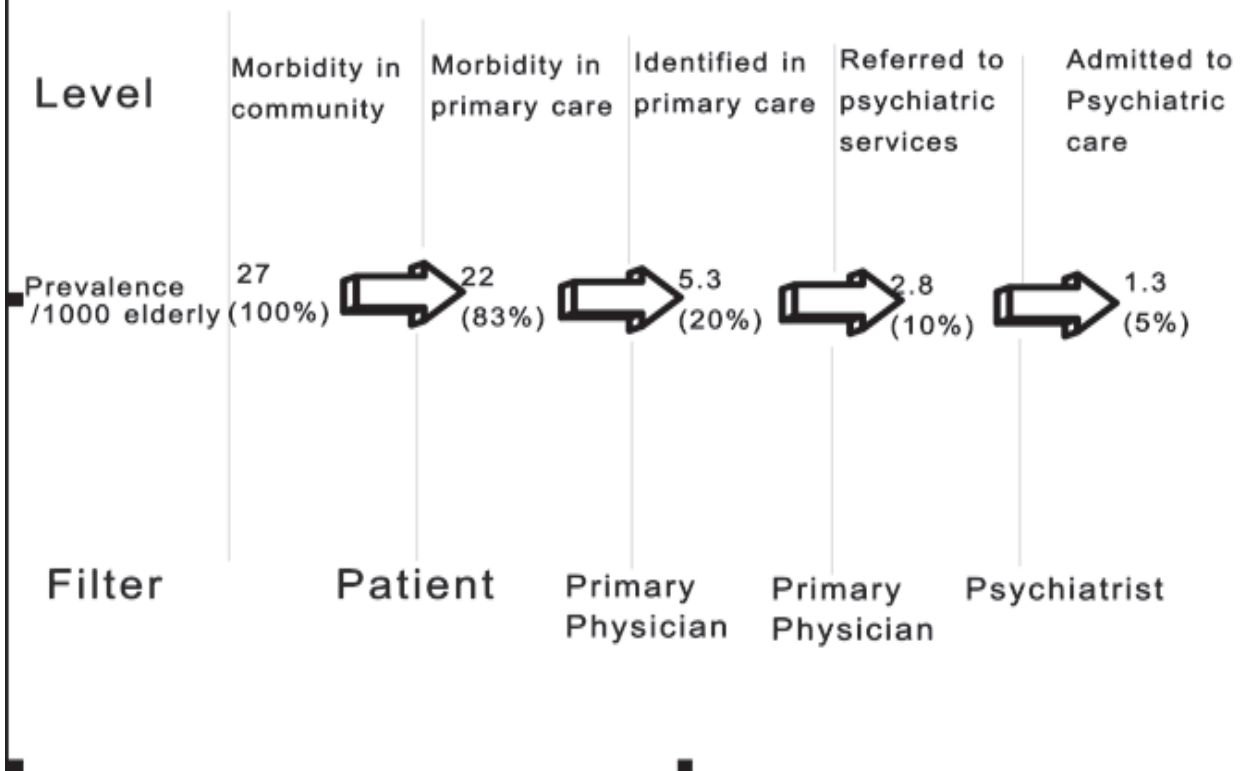 Level
Morbidity in
community
Morbidity in
primary care
Identified in
primary care
Referred to
psychiatric
services
Admitted to
Psychiatric
care
Prevalence
/1000 elderly
27
(100%)
22
(83%)
5.3
(20%)
2.8
(10%)
1.3
(5%)
Filter
Patient
Primary
Physician
Primary
Physician
Psychiatrist